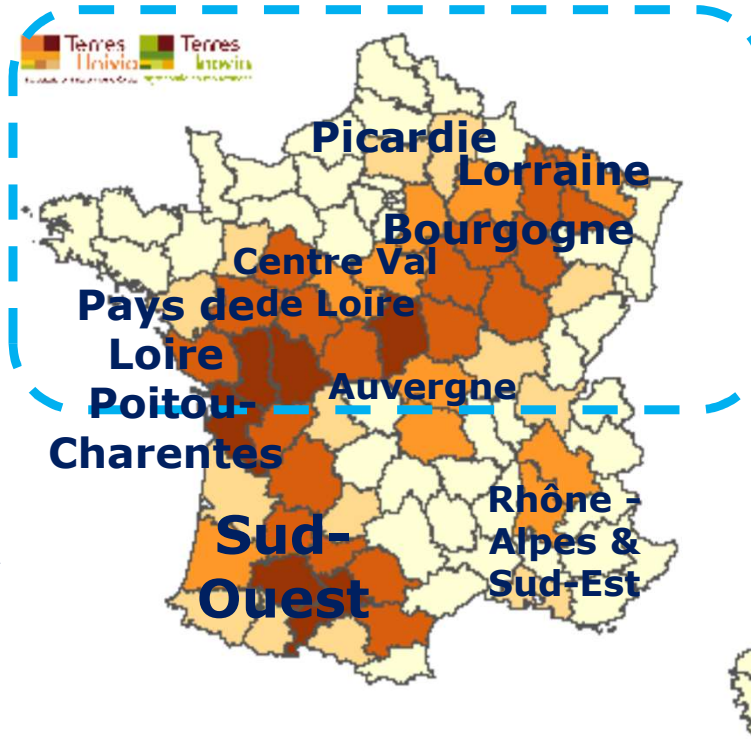 Terres Terres
Univia Inovia
Picardie
Lorraine
Bourgogne
Centre Val
de Loire
Pays de
Loire
Auvergne
Poitou-
Charentes
Rhône -
Alpes &
Sud-Est
Sud-
Ouest